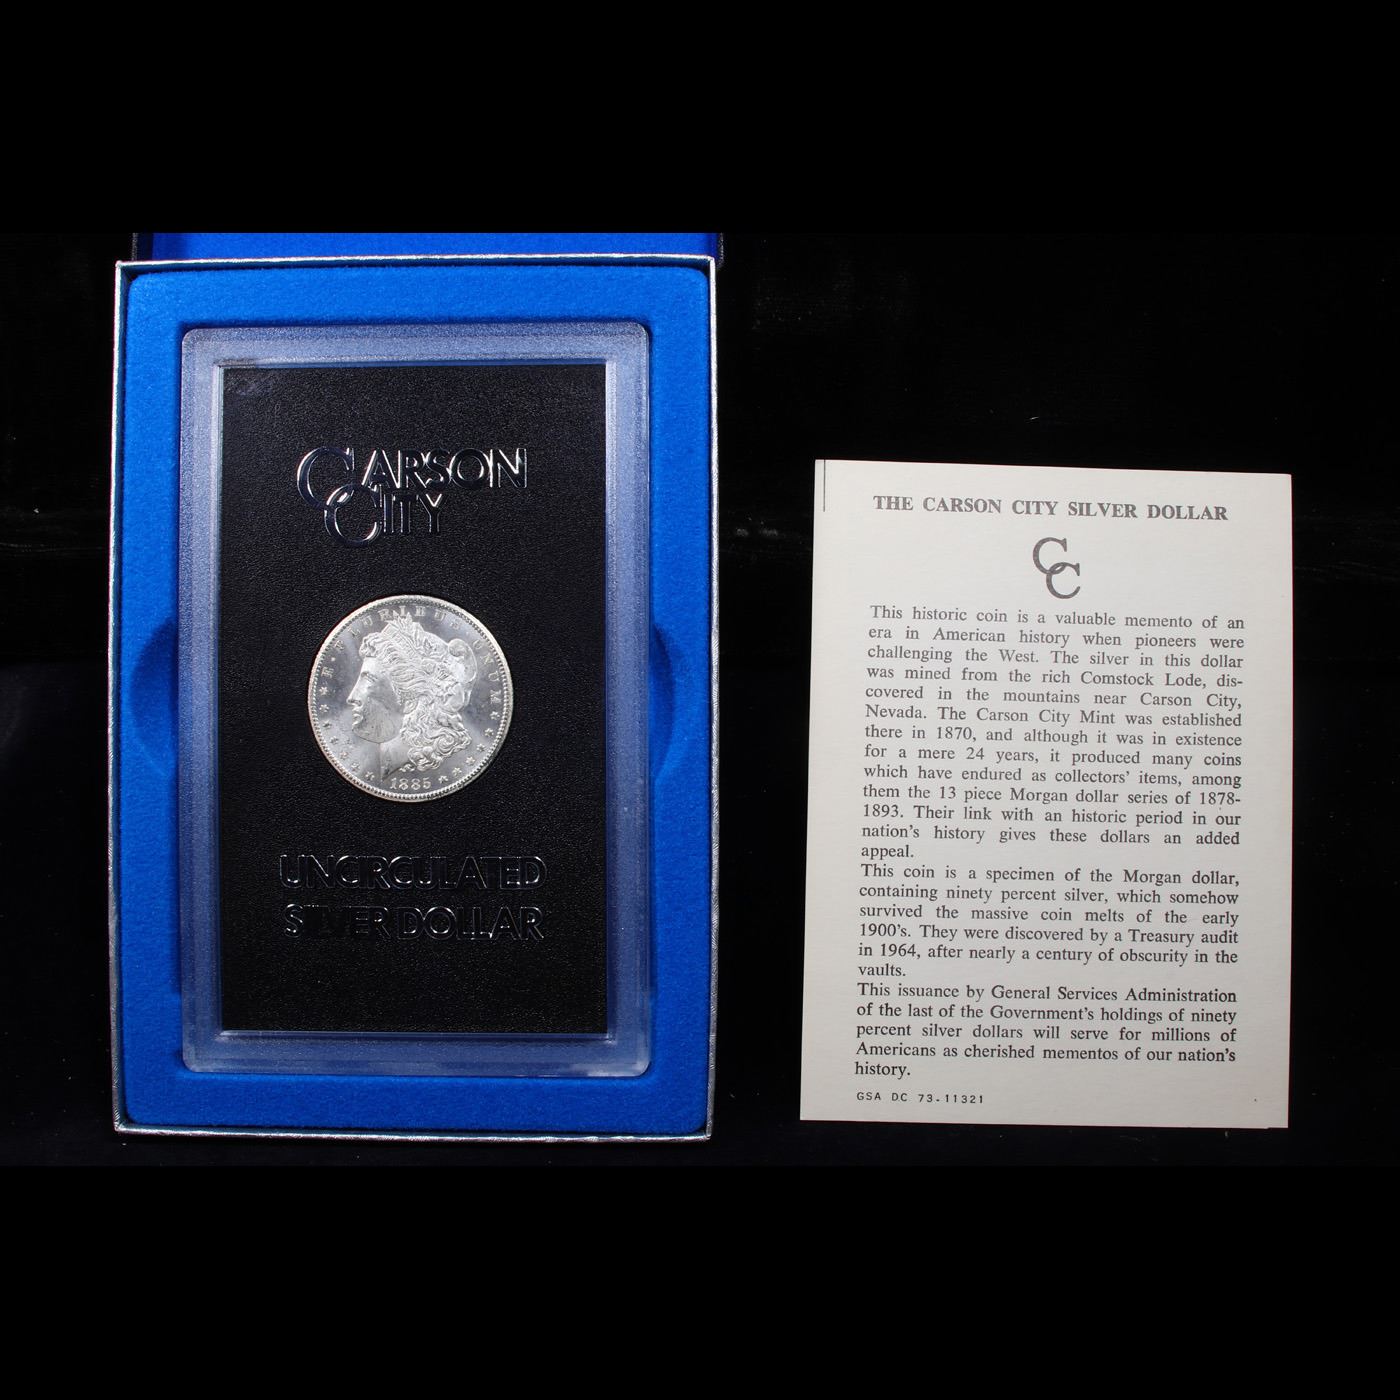 CARSON
CITY
E · PLURIBUS · UNUM
1885
UNCIRCULATED
SILVER DOLLAR
THE CARSON CITY SILVER DOLLAR
CC
This historic coin is a valuable memento of an
era in American history when pioneers were
challenging the West. The silver in this dollar
was mined from the rich Comstock Lode, dis-
covered in the mountains near Carson City,
Nevada. The Carson City Mint was established
there in 1870, and although it was in existence
for a mere 24 years, it produced many coins
which have endured as collectors' items, among
them the 13 piece Morgan dollar series of 1878-
1893. Their link with an historic period in our
nation's history gives these dollars an added
appeal.
This coin is a specimen of the Morgan dollar,
containing ninety percent silver, which somehow
survived the massive coin melts of the early
1900's. They were discovered by a Treasury audit
in 1964, after nearly a century of obscurity in the
vaults.
This issuance by General Services Administration
of the last of the Government's holdings of ninety
percent silver dollars will serve for millions of
Americans as cherished mementos of our nation's
history.
GSA DC 73-11321